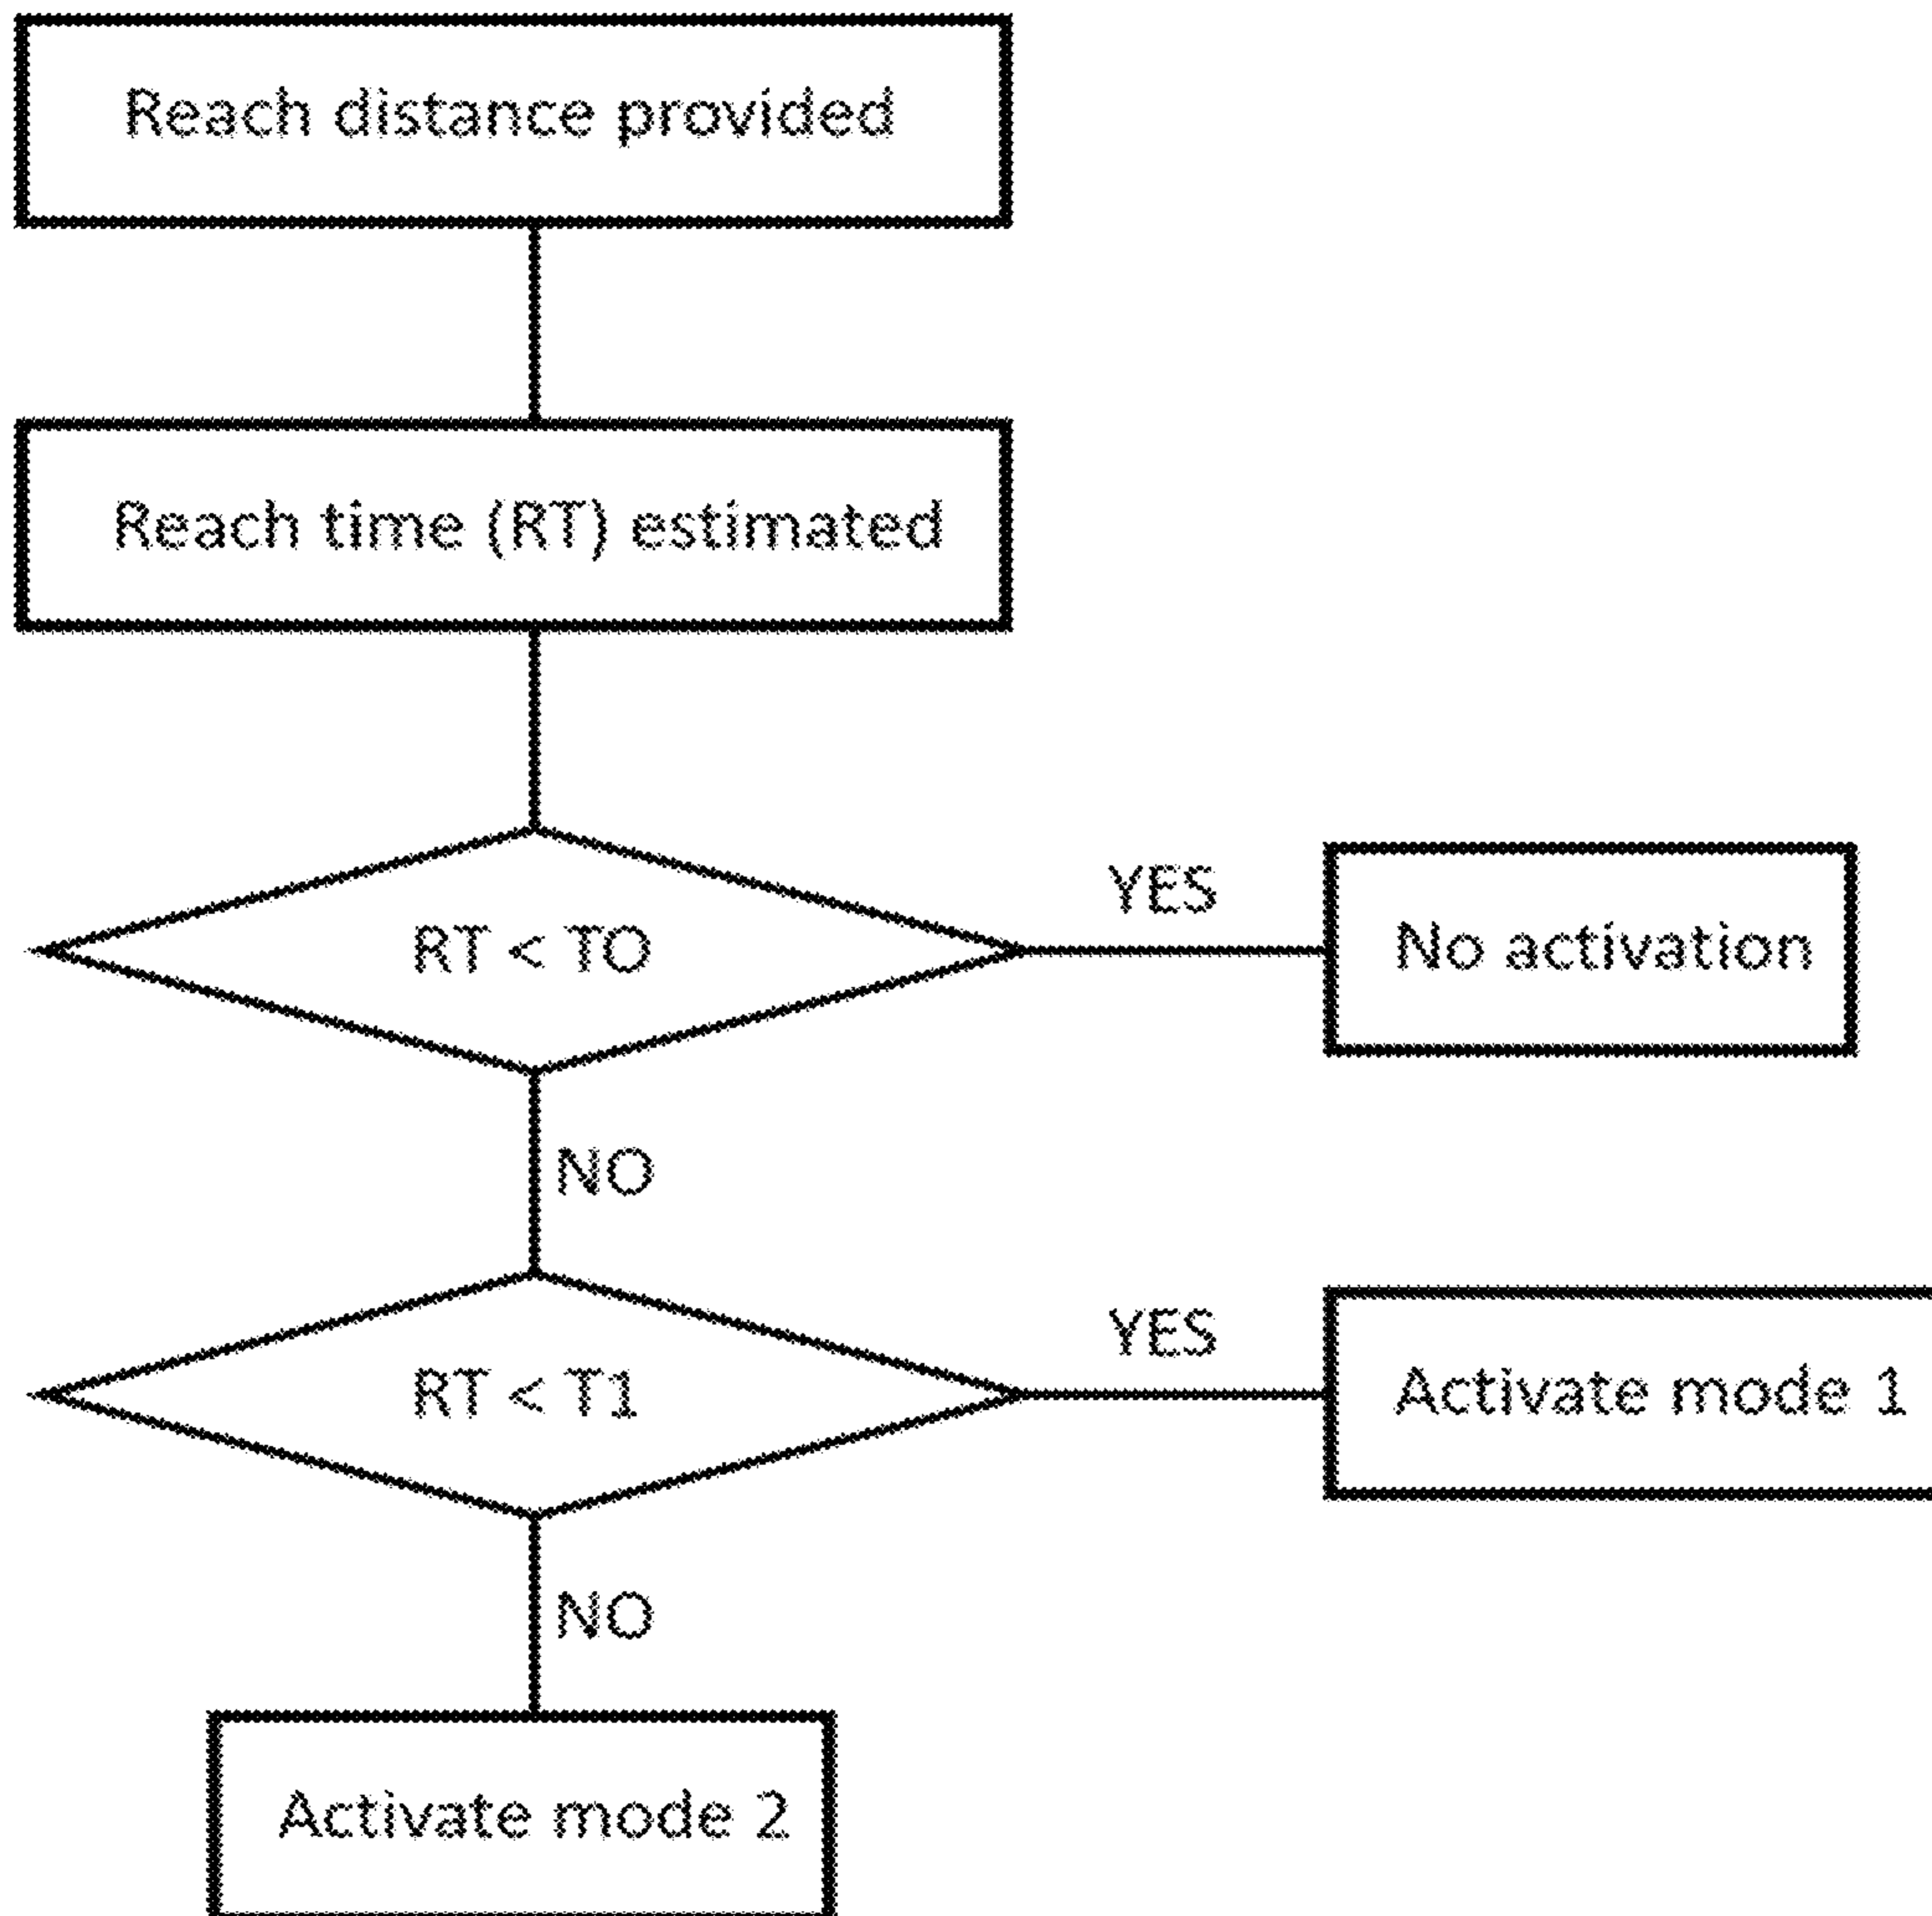 Reach distance provided
Reach time (RT) estimated
RT < TO
YES
No activation
NO
RT < T1
YES
Activate mode 1
NO
Activate mode 2